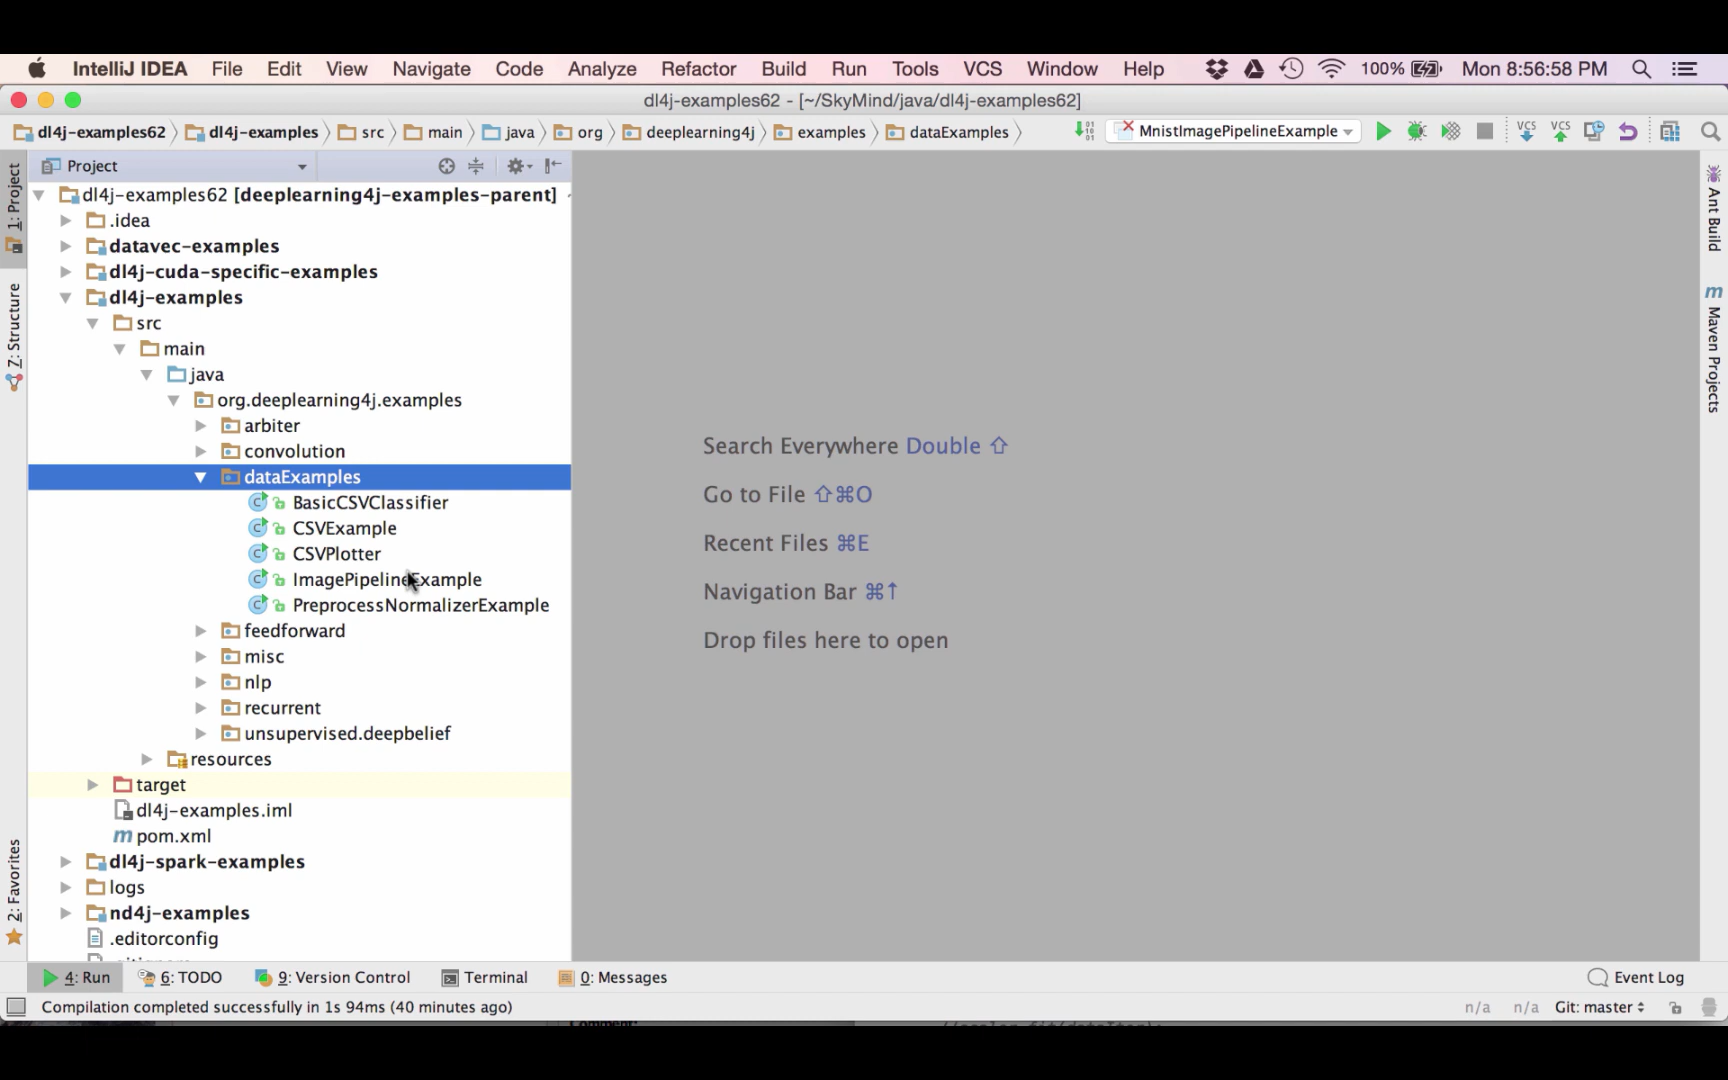 IntelliJ IDEA File Edit View Navigate Code Analyze Refactor Build Run Tools VCS Window Help 100% Mon 8:56:58 PM
dl4j-examples62 - [~/SkyMind/java/dl4j-examples62]
dl4j-examples62 dl4j-examples src main java org deeplearning4j examples dataExamples MnistImagePipelineExample VCS VCS
Project
1: Project
Z: Structure
2: Favorites
dl4j-examples62 [deeplearning4j-examples-parent]
.idea
datavec-examples
dl4j-cuda-specific-examples
dl4j-examples
src
main
java
org.deeplearning4j.examples
arbiter
convolution
dataExamples
BasicCSVClassifier
CSVExample
CSVPlotter
ImagePipelineExample
PreprocessNormalizerExample
feedforward
misc
nlp
recurrent
unsupervised.deepbelief
resources
target
dl4j-examples.iml
pom.xml
dl4j-spark-examples
logs
nd4j-examples
.editorconfig
Search Everywhere Double ⇧
Go to File ⇧⌘O
Recent Files ⌘E
Navigation Bar ⌘↑
Drop files here to open
Ant Build
Maven Projects
4: Run 6: TODO 9: Version Control Terminal 0: Messages Event Log
Compilation completed successfully in 1s 94ms (40 minutes ago) n/a n/a Git: master